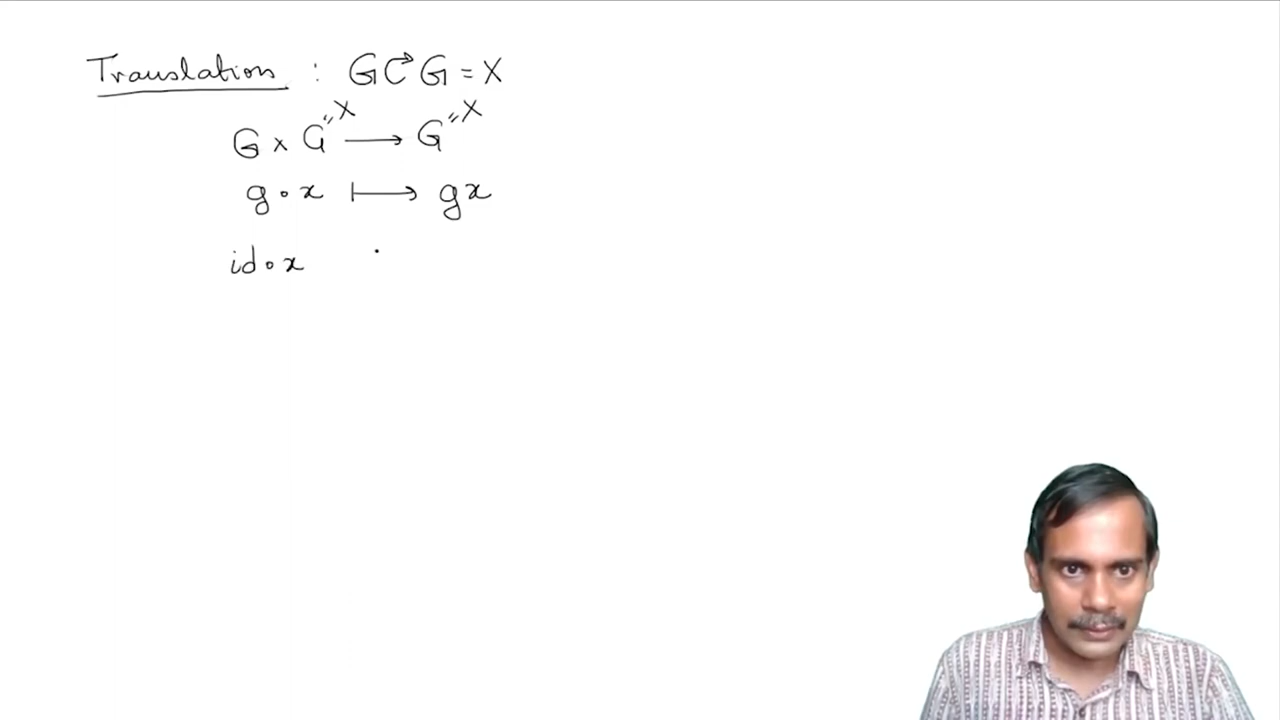 Translation : G⟳G = X
G × G"X ⟶ G"X
g∘x ⟼ gx
id∘x